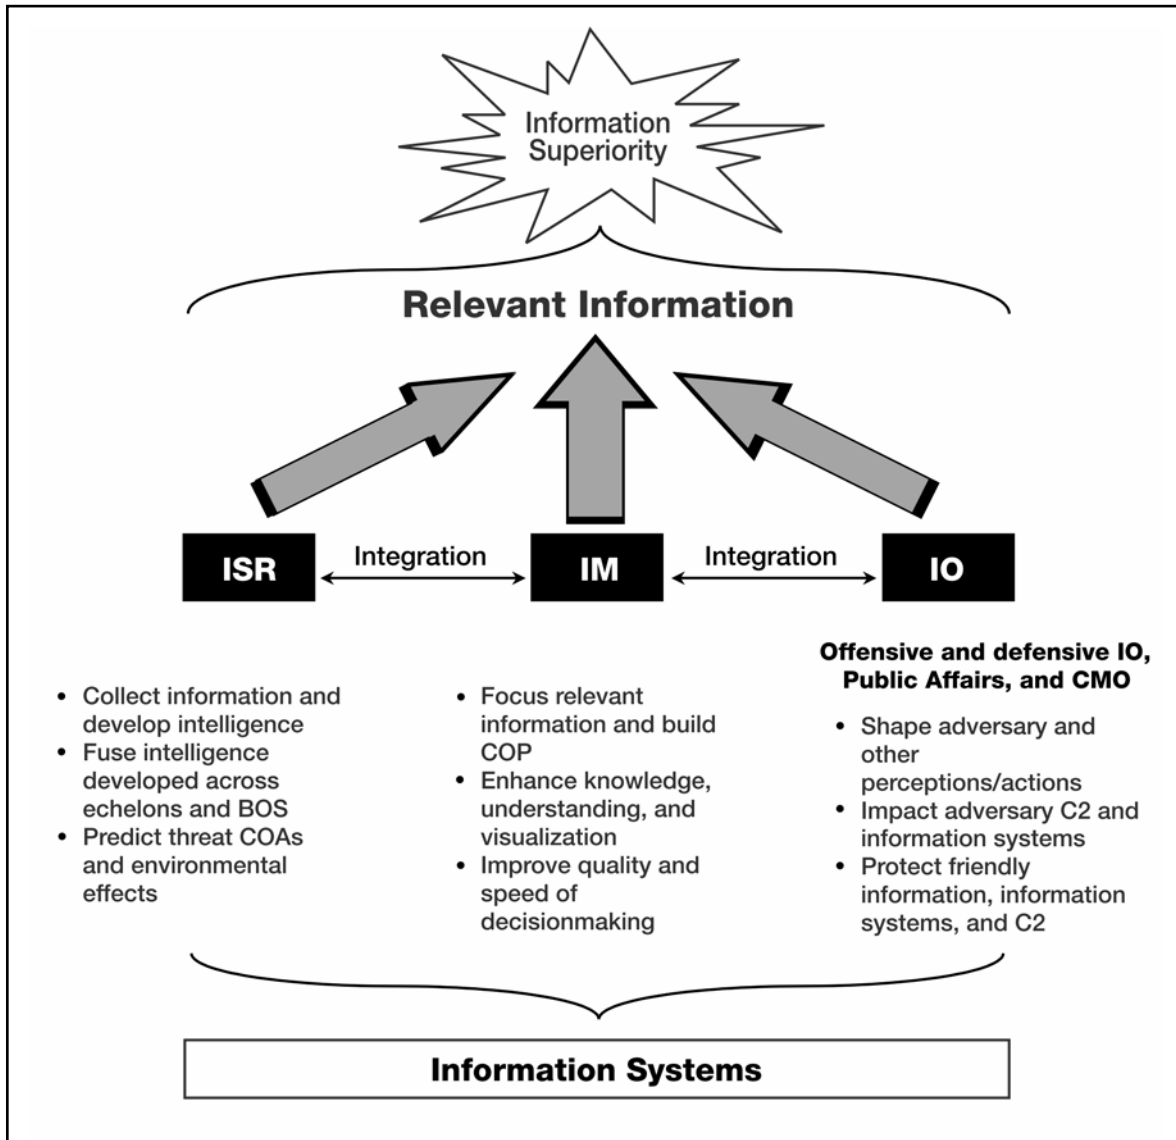 Information
Superiority
Relevant Information
ISR
Integration
IM
Integration
IO
• Collect information and
develop intelligence
• Fuse intelligence
developed across
echelons and BOS
• Predict threat COAs
and environmental
effects
• Focus relevant
information and build
COP
• Enhance knowledge,
understanding, and
visualization
• Improve quality and
speed of
decisionmaking
Offensive and defensive IO,
Public Affairs, and CMO
• Shape adversary and
other
perceptions/actions
• Impact adversary C2 and
information systems
• Protect friendly
information, information
systems, and C2
Information Systems